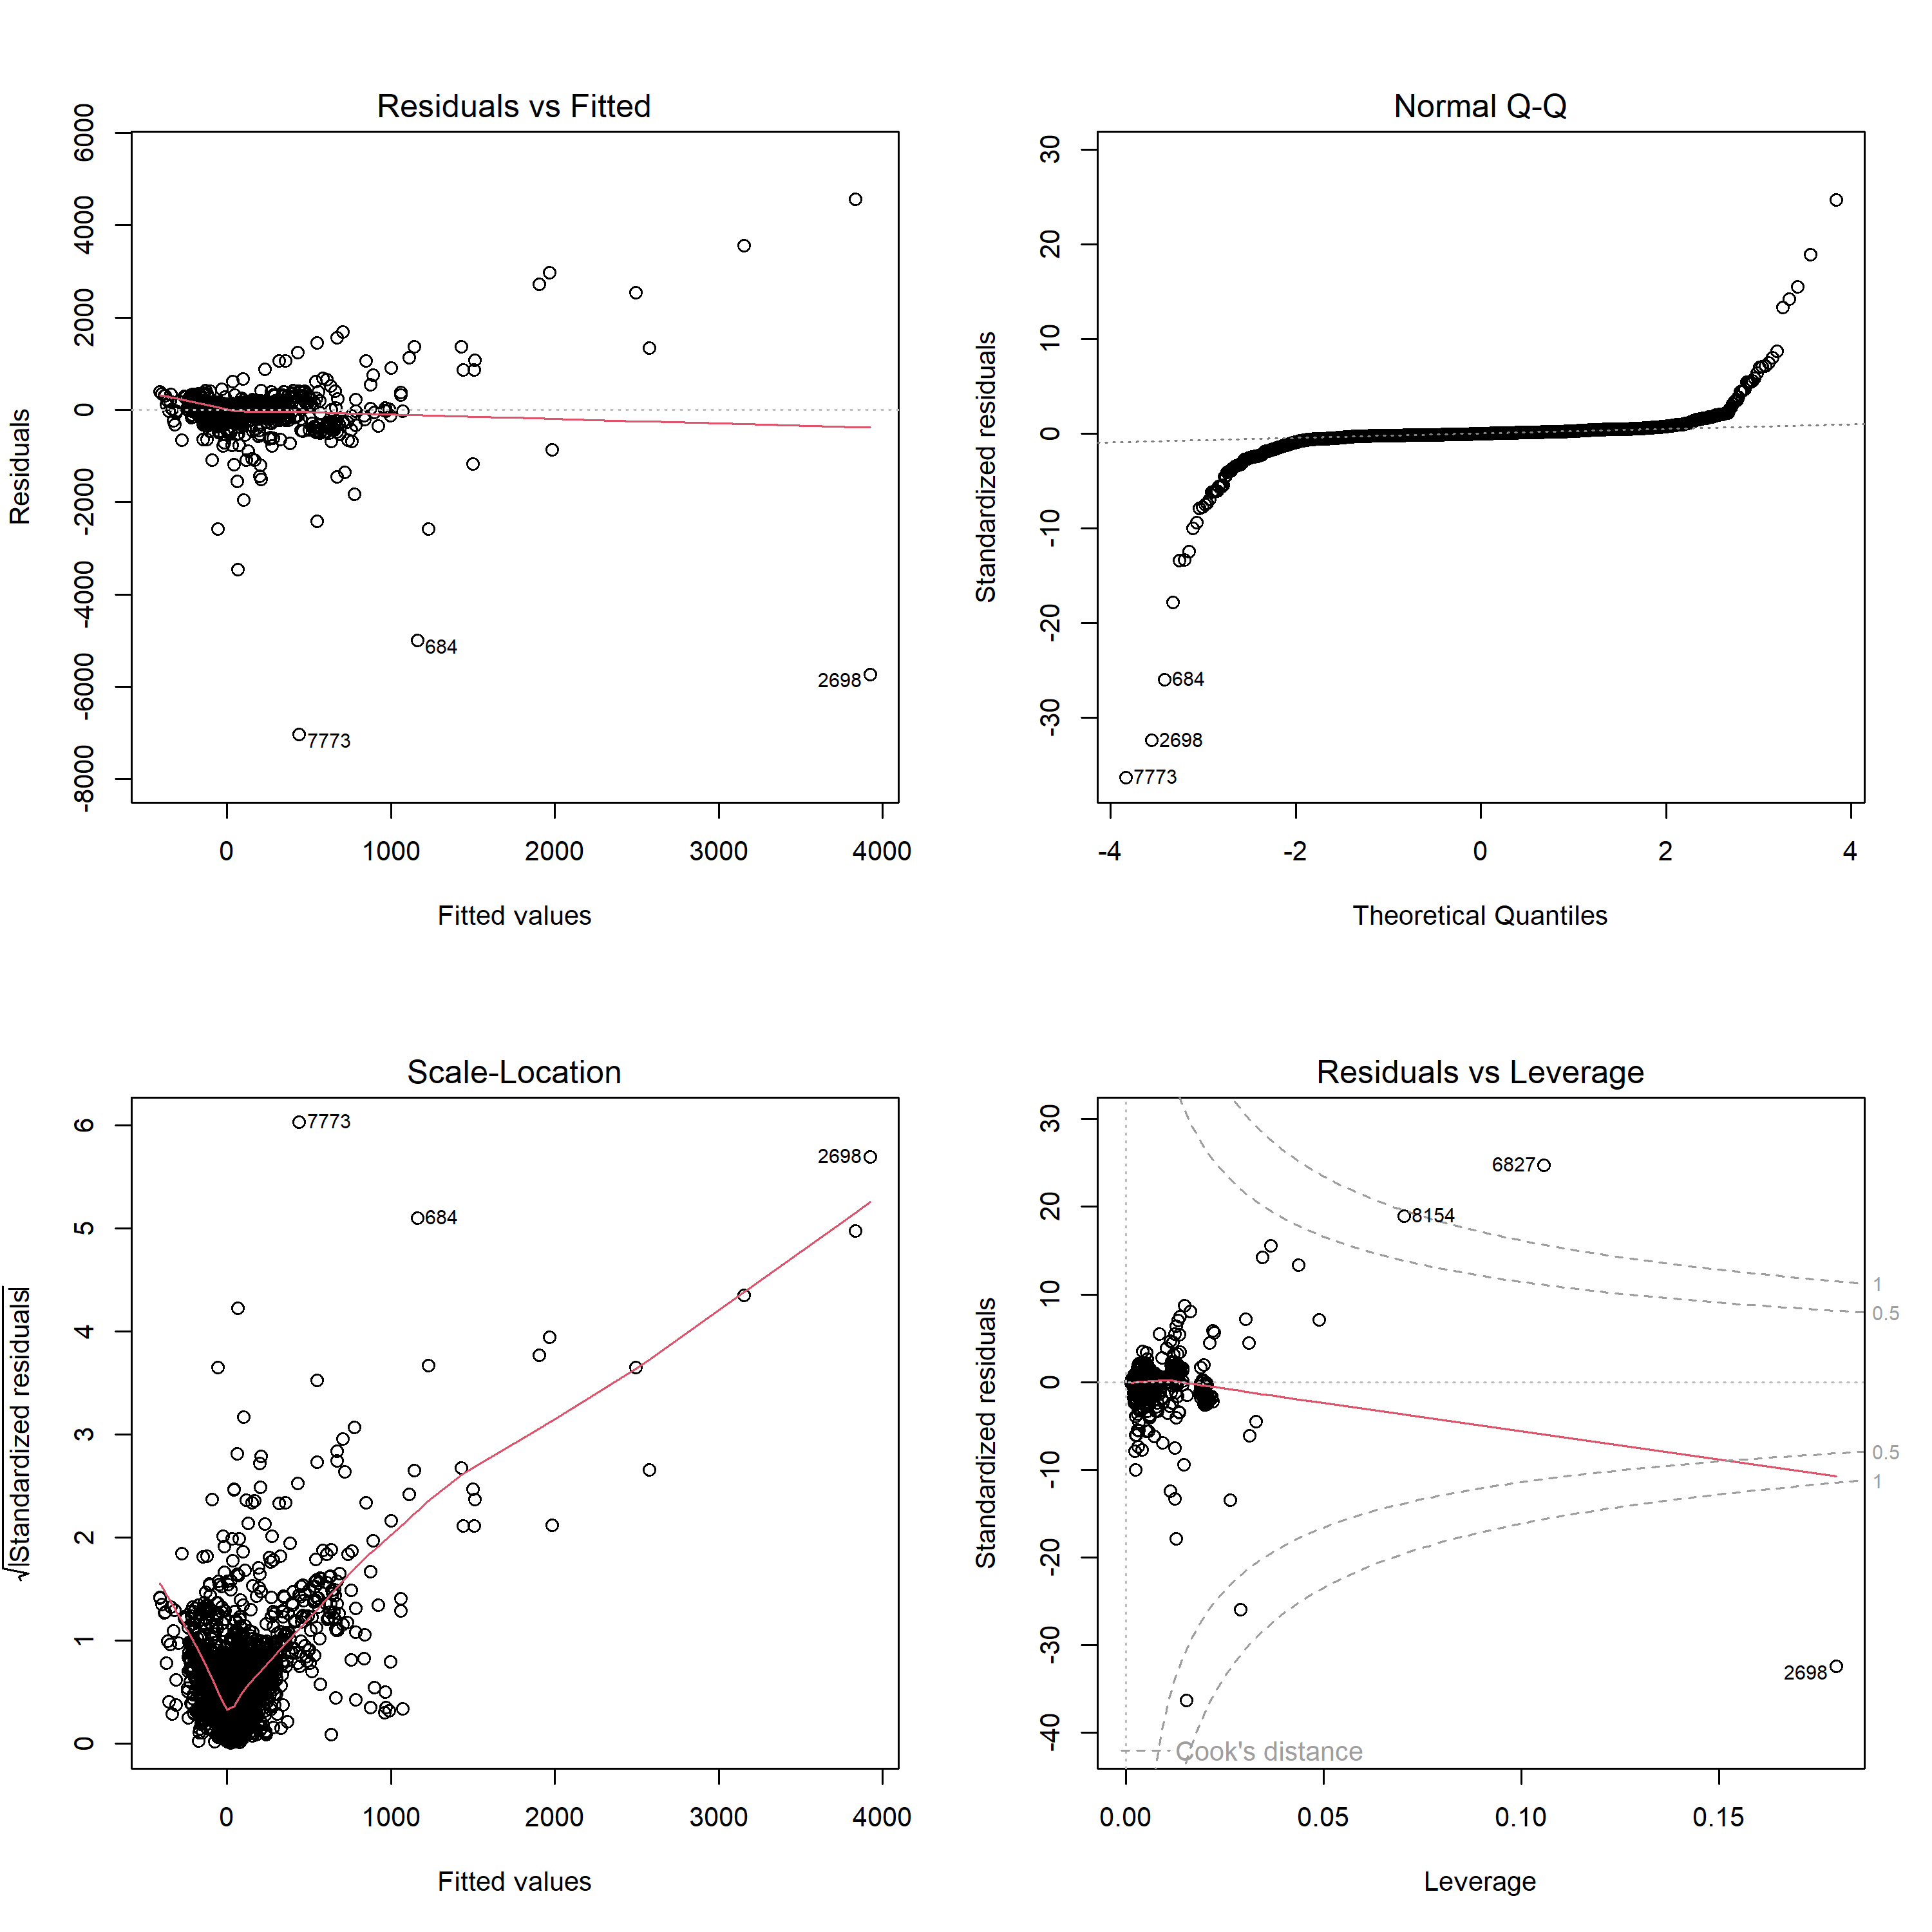 Residuals vs Fitted
Residuals
6000
4000
2000
0
-2000
-4000
-6000
-8000
684
2698
7773
0 1000 2000 3000 4000
Fitted values
Normal Q-Q
Standardized residuals
30
20
10
0
-10
-20
-30
684
2698
7773
-4 -2 0 2 4
Theoretical Quantiles
Scale-Location
√|Standardized residuals|
6
5
4
3
2
1
0
7773
2698
684
0 1000 2000 3000 4000
Fitted values
Residuals vs Leverage
Standardized residuals
30
20
10
0
-10
-20
-30
-40
6827
8154
1
0.5
0.5
1
2698
Cook's distance
0.00 0.05 0.10 0.15
Leverage